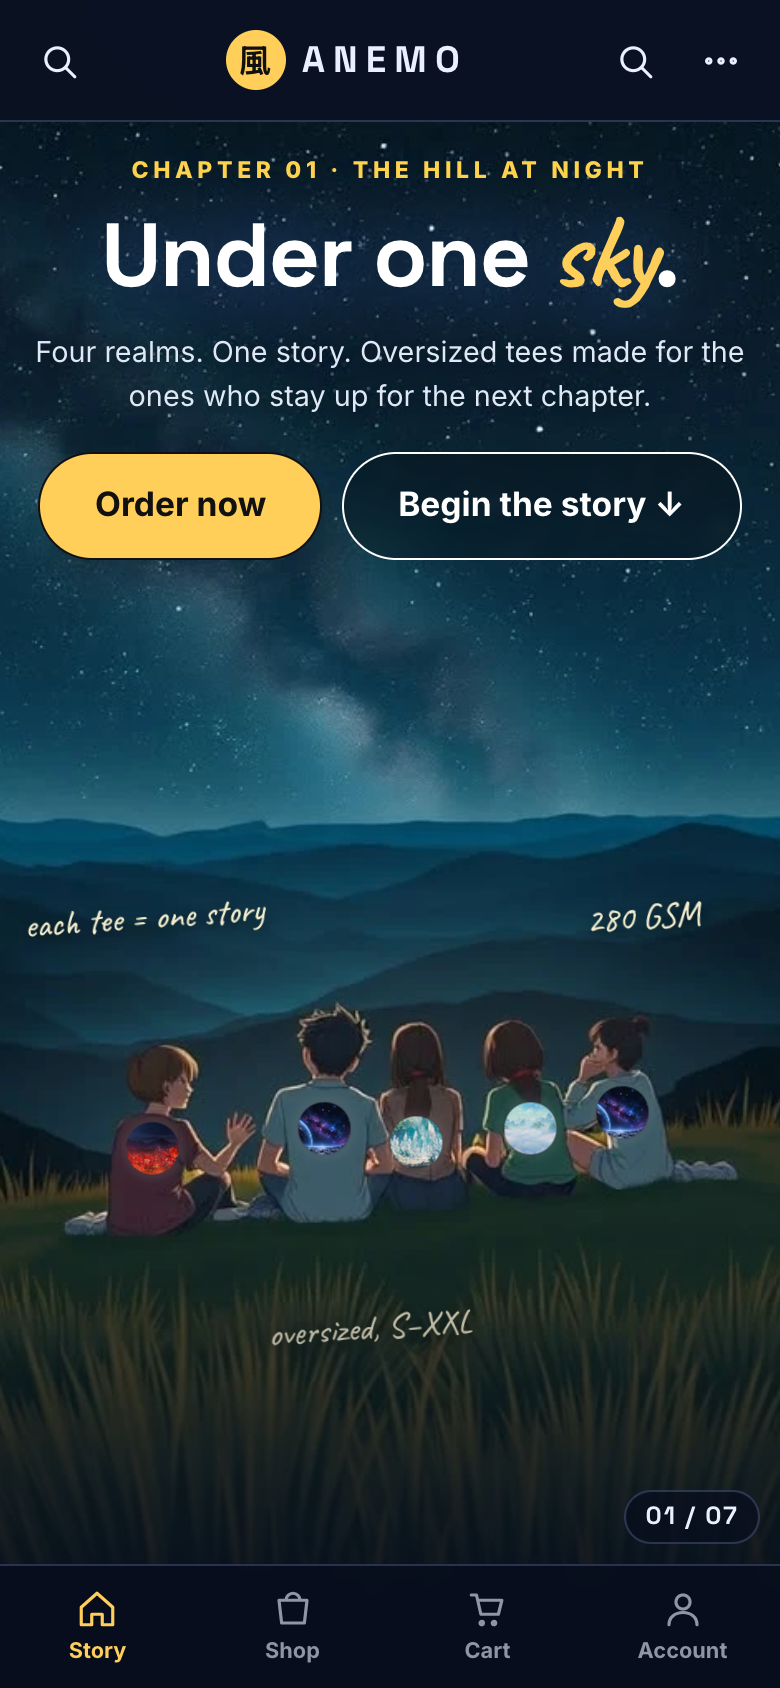 風 ANEMO
CHAPTER 01 · THE HILL AT NIGHT
Under one sky.
Four realms. One story. Oversized tees made for the
ones who stay up for the next chapter.
Order now
Begin the story ↓
each tee = one story
280 GSM
oversized, S–XXL
01 / 07
Story
Shop
Cart
Account